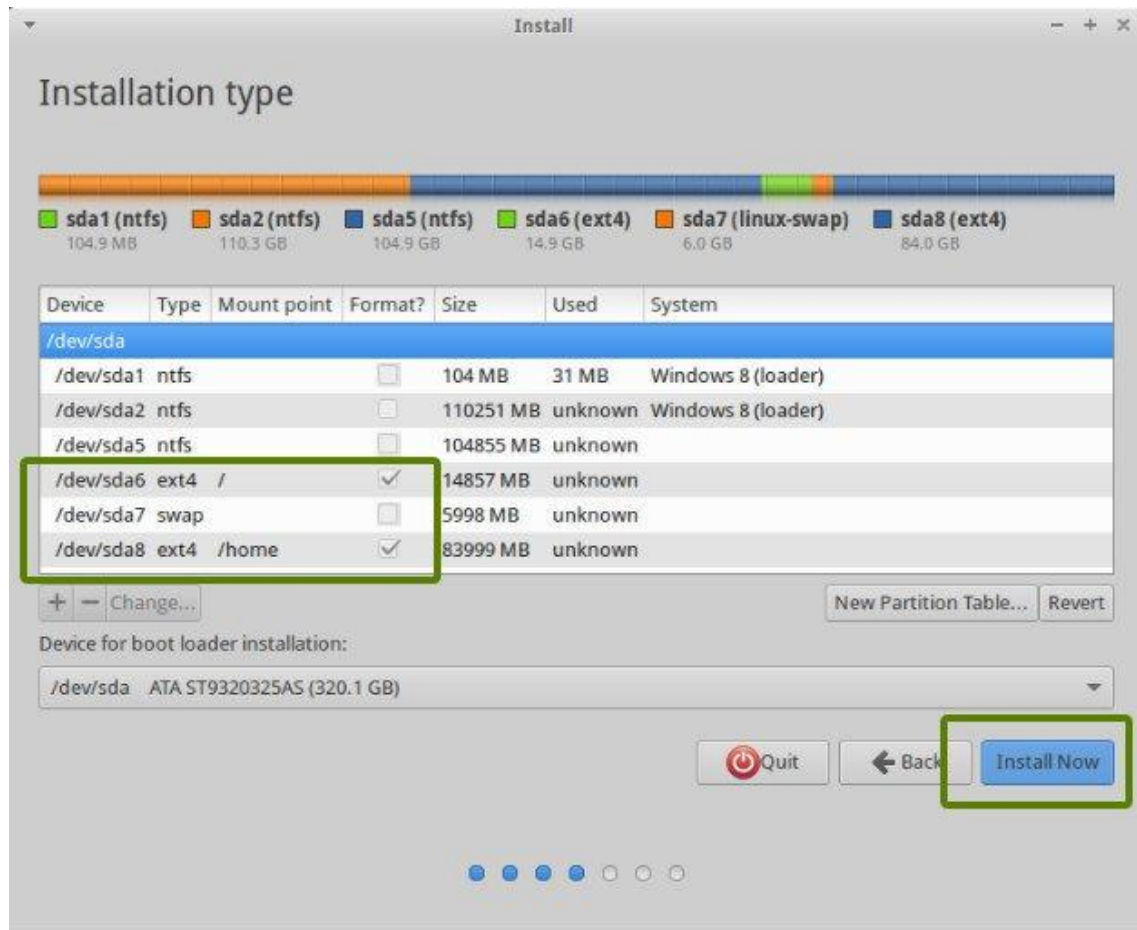 Install
Installation type
sda1 (ntfs) sda2 (ntfs) sda5 (ntfs) sda6 (ext4) sda7 (linux-swap) sda8 (ext4)
104.9 MB 110.3 GB 104.9 GB 14.9 GB 6.0 GB 84.0 GB
Device Type Mount point Format? Size Used System
/dev/sda
/dev/sda1 ntfs 104 MB 31 MB Windows 8 (loader)
/dev/sda2 ntfs 110251 MB unknown Windows 8 (loader)
/dev/sda5 ntfs 104855 MB unknown
/dev/sda6 ext4 / 14857 MB unknown
/dev/sda7 swap 5998 MB unknown
/dev/sda8 ext4 /home 83999 MB unknown
+ − Change... New Partition Table... Revert
Device for boot loader installation:
/dev/sda ATA ST9320325AS (320.1 GB)
Quit Back Install Now